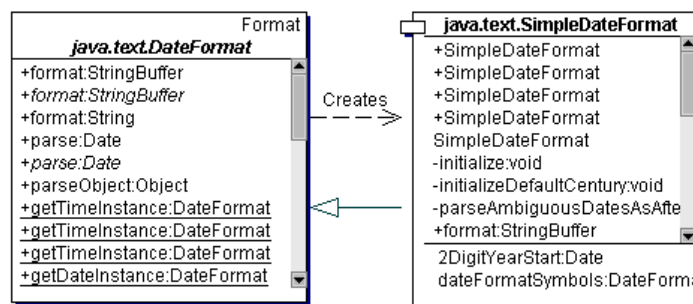 Format
java.text.DateFormat
+format:StringBuffer
+format:StringBuffer
+format:String
+parse:Date
+parse:Date
+parseObject:Object
+getTimeInstance:DateFormat
+getTimeInstance:DateFormat
+getTimeInstance:DateFormat
+getDateInstance:DateFormat
Creates
java.text.SimpleDateFormat
+SimpleDateFormat
+SimpleDateFormat
+SimpleDateFormat
+SimpleDateFormat
SimpleDateFormat
-initialize:void
-initializeDefaultCentury:void
-parseAmbiguousDatesAsAfte
+format:StringBuffer
2DigitYearStart:Date
dateFormatSymbols:DateForma